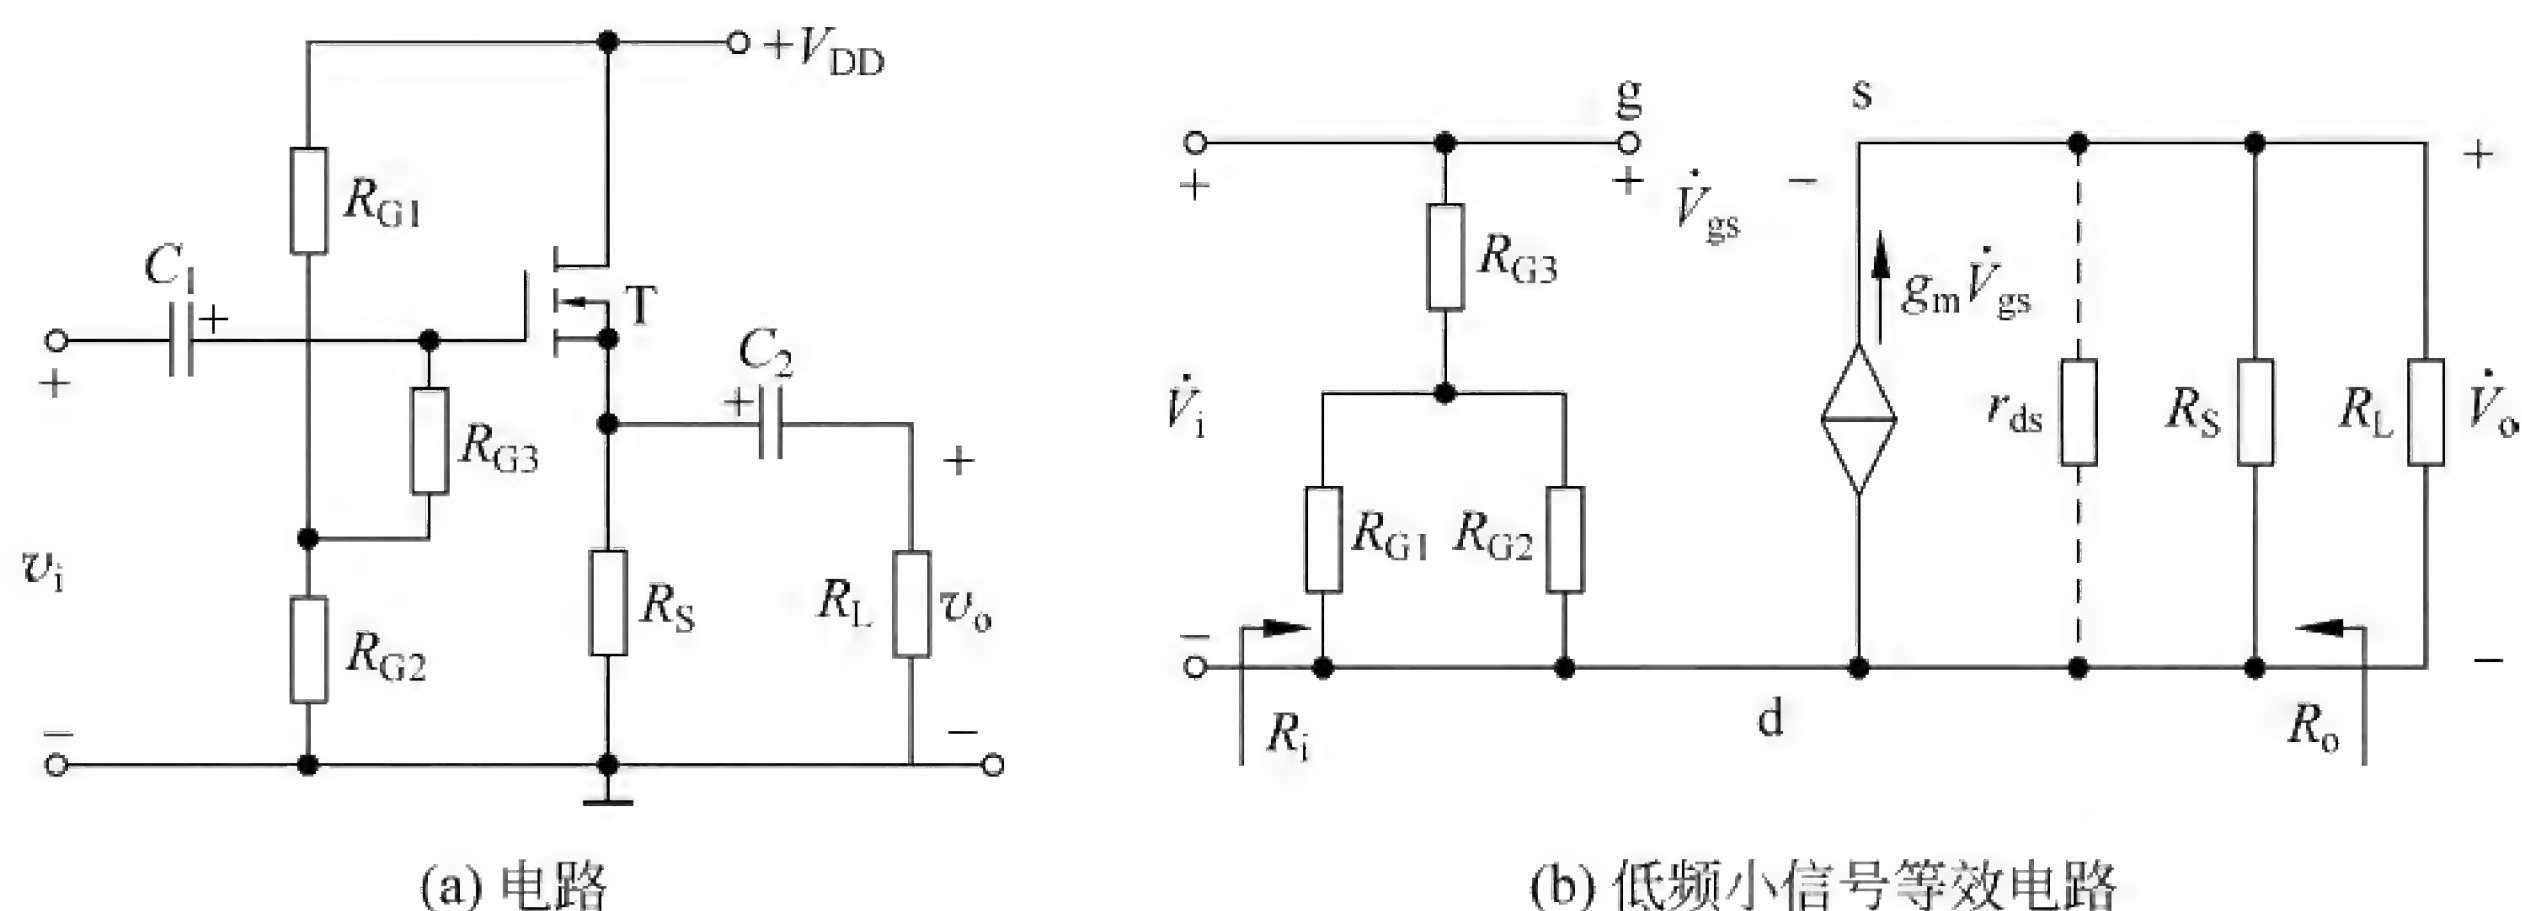 +V_DD
R_G1
C_1
+
T
+
C_2
+
R_G3
+
v_i
R_S
R_L
v_o
R_G2
−
−
(a) 电路
g
s
+
+
V̇_gs
−
+
R_G3
g_m V̇_gs
V̇_i
r_ds
R_S
R_L
V̇_o
R_G1
R_G2
−
−
R_i
d
R_o
(b) 低频小信号等效电路